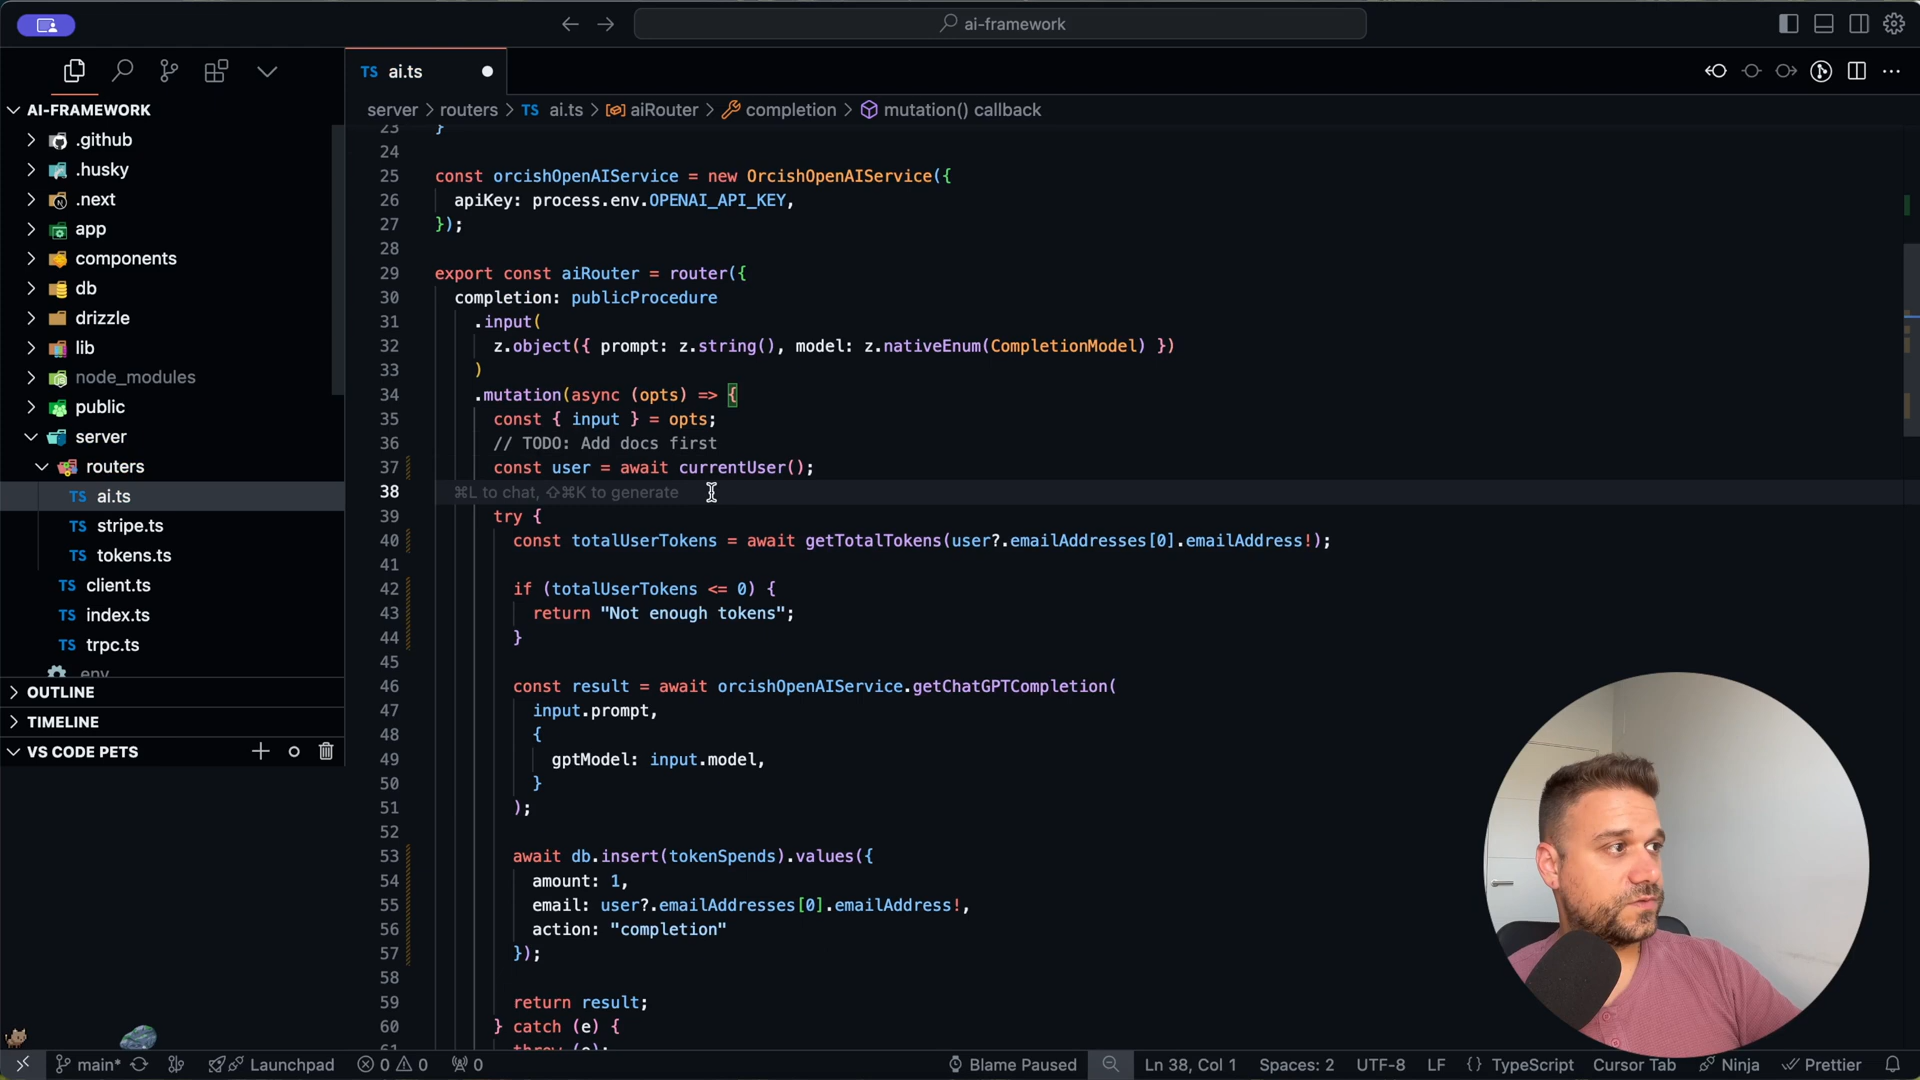 ai-framework
TS ai.ts
AI-FRAMEWORK
.github
.husky
.next
app
components
db
drizzle
lib
node_modules
public
server
routers
TS ai.ts
TS stripe.ts
TS tokens.ts
TS client.ts
TS index.ts
TS trpc.ts
.env
OUTLINE
TIMELINE
VS CODE PETS
server > routers > TS ai.ts > aiRouter > completion > mutation() callback
23 }
24
25 const orcishOpenAIService = new OrcishOpenAIService({
26 apiKey: process.env.OPENAI_API_KEY,
27 });
28
29 export const aiRouter = router({
30 completion: publicProcedure
31 .input(
32 z.object({ prompt: z.string(), model: z.nativeEnum(CompletionModel) })
33 )
34 .mutation(async (opts) => {
35 const { input } = opts;
36 // TODO: Add docs first
37 const user = await currentUser();
38 ⌘L to chat, ⇧⌘K to generate
39 try {
40 const totalUserTokens = await getTotalTokens(user?.emailAddresses[0].emailAddress!);
41
42 if (totalUserTokens <= 0) {
43 return "Not enough tokens";
44 }
45
46 const result = await orcishOpenAIService.getChatGPTCompletion(
47 input.prompt,
48 {
49 gptModel: input.model,
50 }
51 );
52
53 await db.insert(tokenSpends).values({
54 amount: 1,
55 email: user?.emailAddresses[0].emailAddress!,
56 action: "completion"
57 });
58
59 return result;
60 } catch (e) {
61 throw (e);
main* Launchpad 0 0 0 Blame Paused Ln 38, Col 1 Spaces: 2 UTF-8 LF {} TypeScript Cursor Tab Ninja Prettier